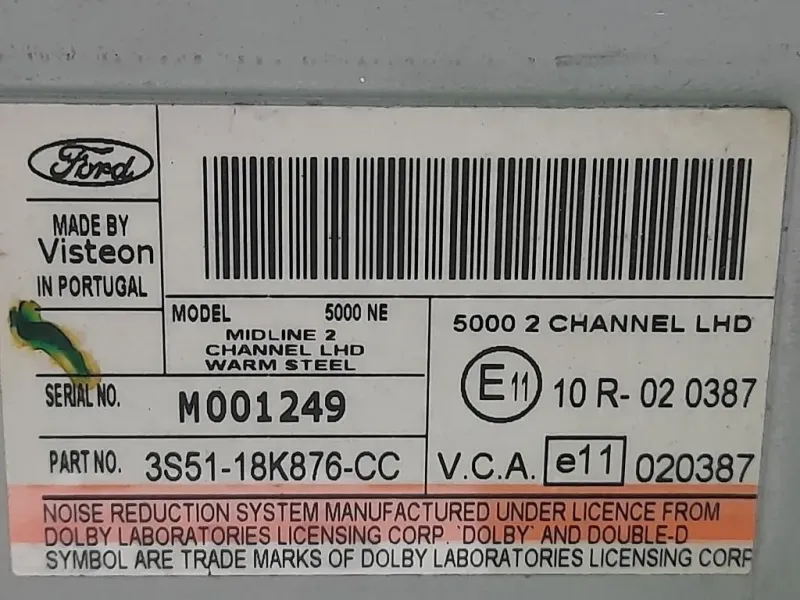 Ford
MADE BY
Visteon
IN PORTUGAL
MODEL 5000 NE
MIDLINE 2
CHANNEL LHD
WARM STEEL
5000 2 CHANNEL LHD
SERIAL NO. M001249
E11 10 R- 02 0387
PART NO. 3S51-18K876-CC
V.C.A. e11 020387
NOISE REDUCTION SYSTEM MANUFACTURED UNDER LICENCE FROM
DOLBY LABORATORIES LICENSING CORP. 'DOLBY' AND DOUBLE-D
SYMBOL ARE TRADE MARKS OF DOLBY LABORATORIES LICENSING CORP